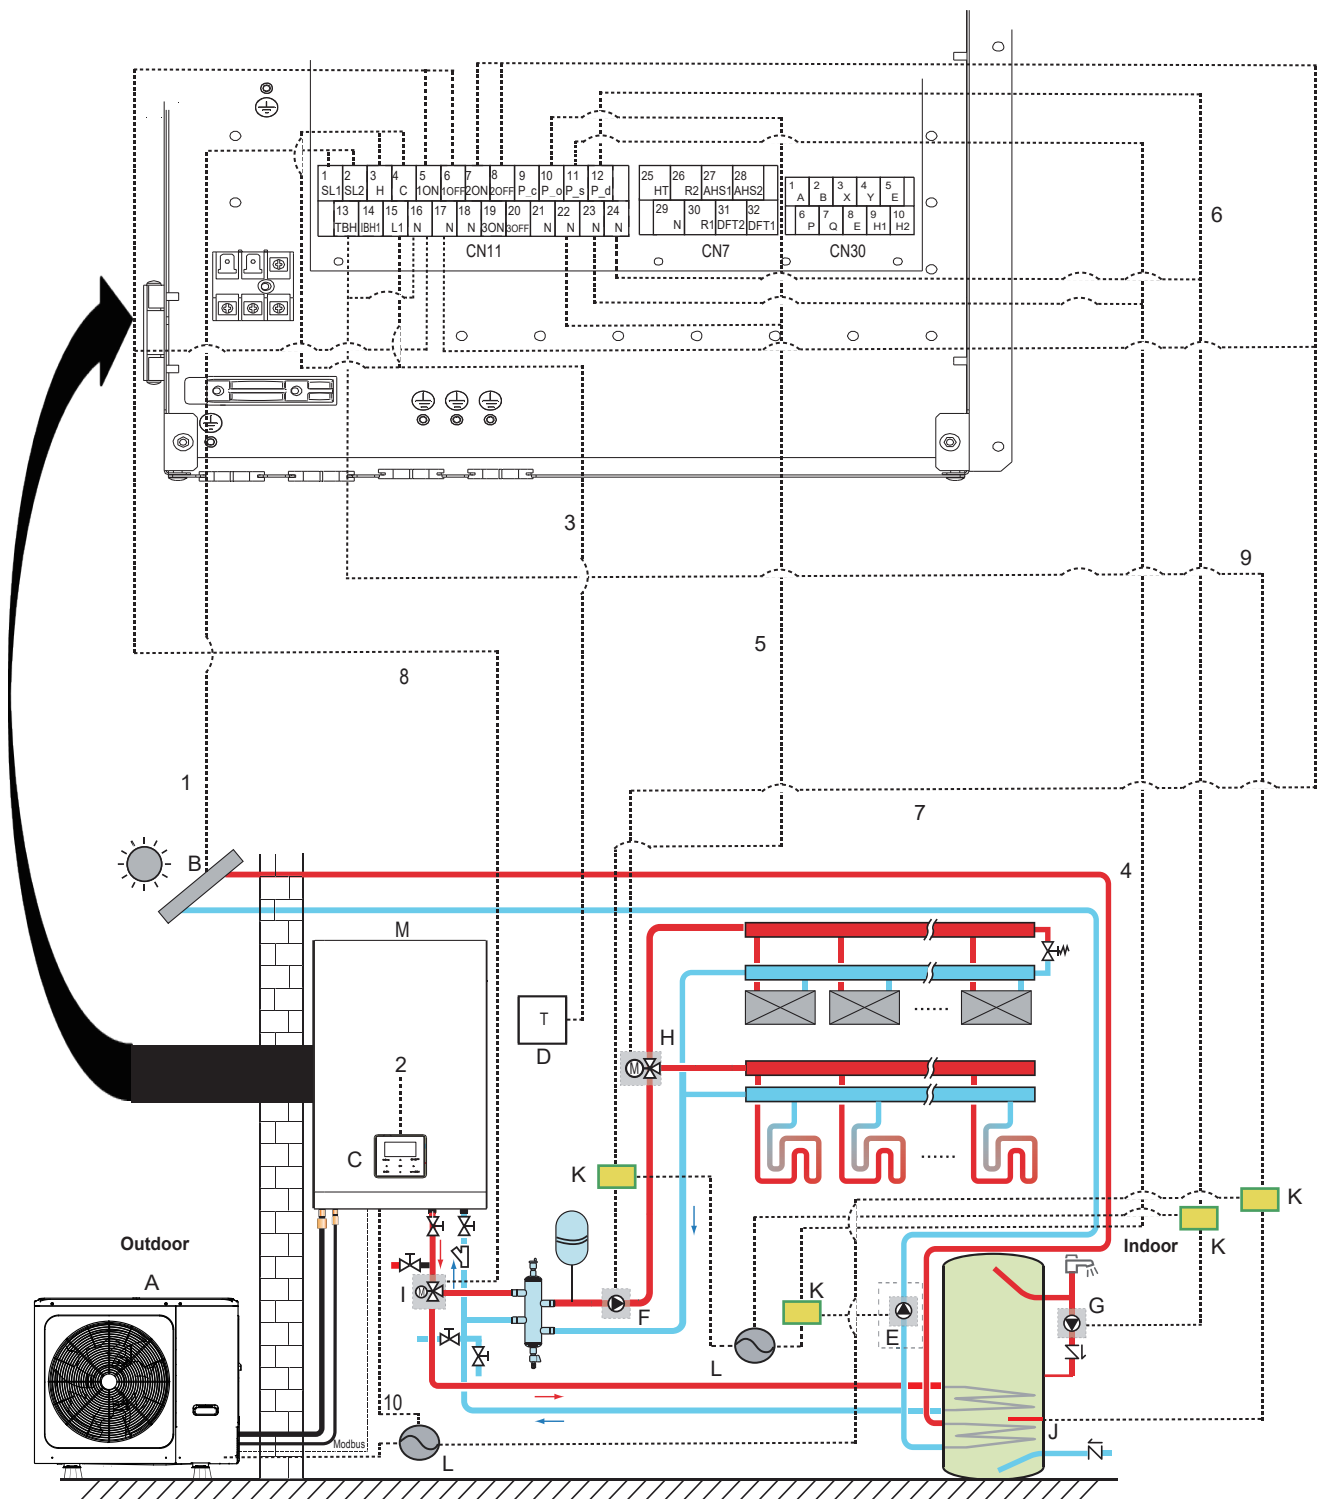 1 2 3 4 5 6 7 8 9 10 11 12
SL1 SL2 H C 1ON 1OFF 2ON 2OFF P_c P_o P_s P_d
13 14 15 16 17 18 19 20 21 22 23 24
TBH IBH1 L1 N N N 3ON 3OFF N N N N
CN11
25 26 27 28
HT R2 AHS1 AHS2
29 30 31 32
N R1 DFT2 DFT1
CN7
1 2 3 4 5
A B X Y E
6 7 8 9 10
P Q E H1 H2
CN30
6
3
9
5
8
1
7
B
4
M
T
D
H
2
C
K
K
K
Outdoor
Indoor
A
I
F
K
E
G
L
10
J
Modbus
L